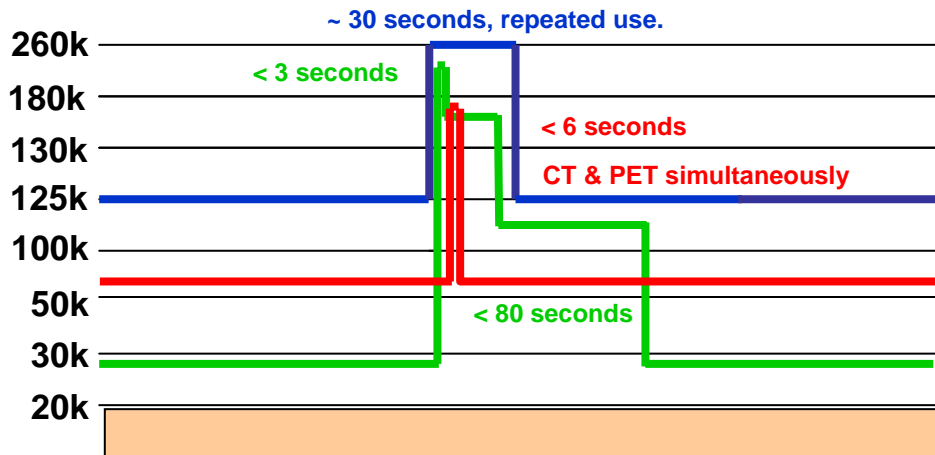 ~ 30 seconds, repeated use.
260k
< 3 seconds
180k
< 6 seconds
130k
CT & PET simultaneously
125k
100k
50k
< 80 seconds
30k
20k